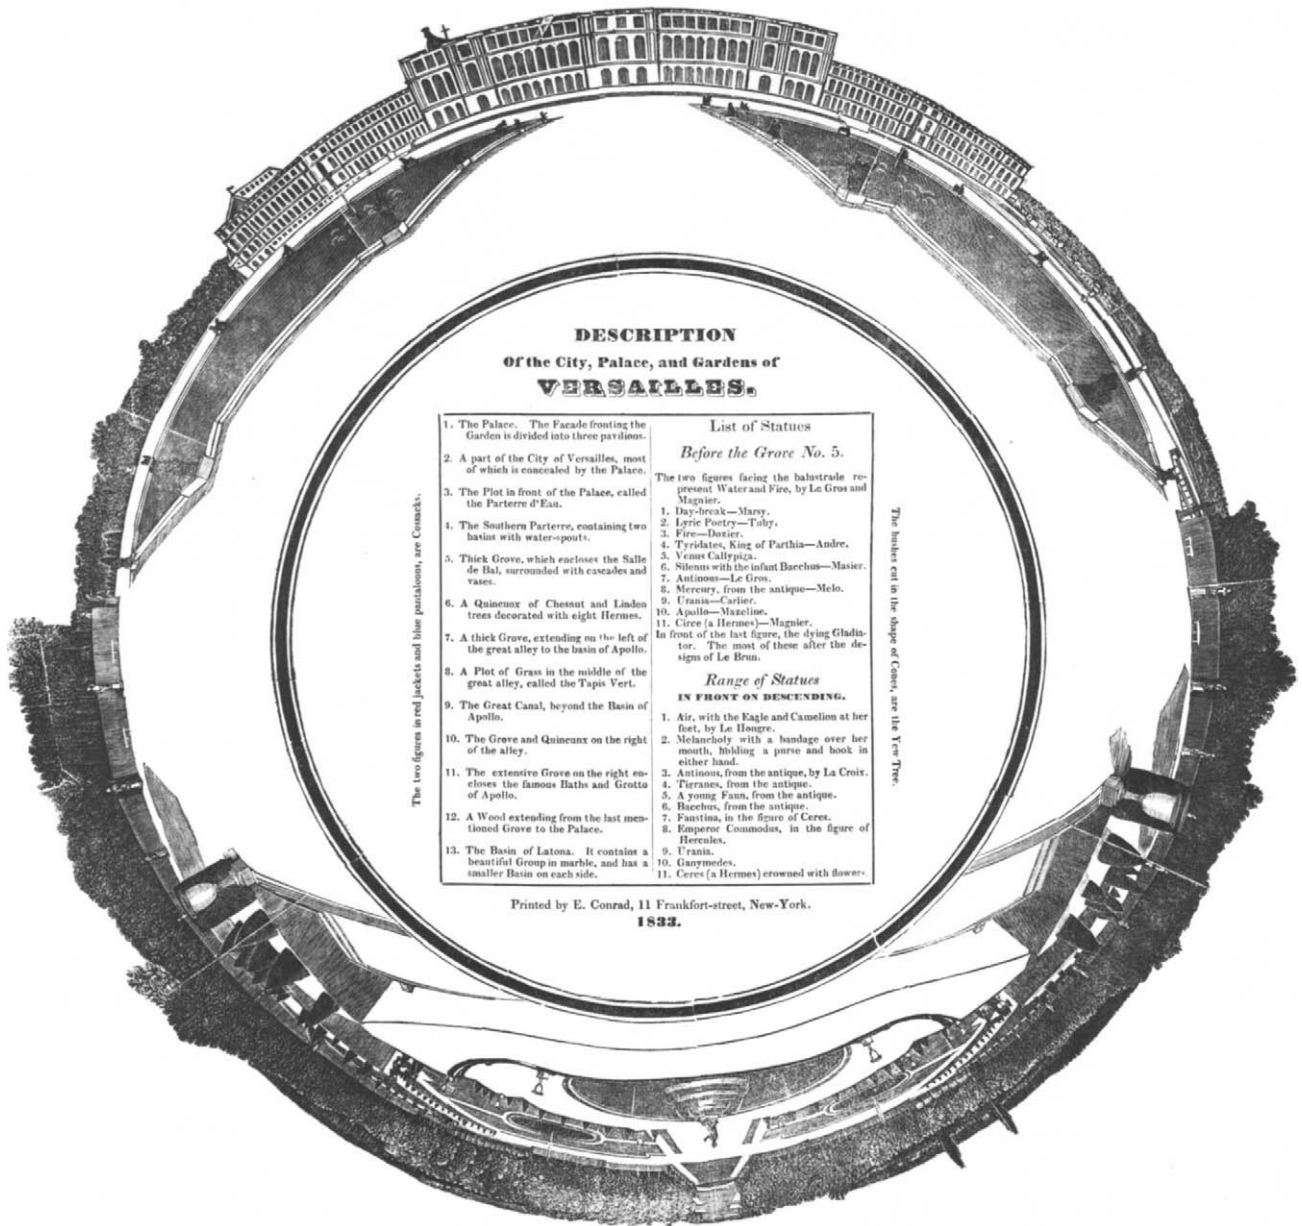 DESCRIPTION
Of the City, Palace, and Gardens of
VERSAILLES.
1. The Palace. The Facade fronting the
Garden is divided into three pavilions.
2. A part of the City of Versailles, most
of which is concealed by the Palace.
3. The Plot in front of the Palace, called
the Parterre d'Eau.
4. The Southern Parterre, containing two
basins with water-spouts.
5. Thick Grove, which encloses the Salle
de Bal, surrounded with cascades and
vases.
6. A Quincunx of Chesnut and Linden
trees decorated with eight Hermes.
7. A thick Grove, extending on the left of
the great alley to the basin of Apollo.
8. A Plot of Grass in the middle of the
great alley, called the Tapis Vert.
9. The Great Canal, beyond the Basin of
Apollo.
10. The Grove and Quincunx on the right
of the alley.
11. The extensive Grove on the right en-
closes the famous Baths and Grotto
of Apollo.
12. A Wood extending from the last men-
tioned Grove to the Palace.
13. The Basin of Latona. It contains a
beautiful Group in marble, and has a
smaller Basin on each side.
List of Statues
Before the Grove No. 5.
The two figures facing the balustrade re-
present Water and Fire, by Le Gros and
Magnier.
1. Day-break—Marsy.
2. Lyric Poetry—Tuby.
3. Fire—Dozier.
4. Tyridates, King of Parthia—Andre.
5. Venus Callypiga.
6. Silenus with the infant Bacchus—Masier.
7. Antinous—Le Gros.
8. Mercury, from the antique—Melo.
9. Urania—Carlier.
10. Apollo—Mazeline.
11. Circe (a Hermes)—Magnier.
In front of the last figure, the dying Gladia-
tor. The most of these after the de-
signs of Le Brun.
Range of Statues
IN FRONT ON DESCENDING.
1. Air, with the Eagle and Camelion at her
feet, by Le Hongre.
2. Melancholy with a bandage over her
mouth, holding a purse and book in
either hand.
3. Antinous, from the antique, by La Croix.
4. Tigranes, from the antique.
5. A young Faun, from the antique.
6. Bacchus, from the antique.
7. Faustina, in the figure of Ceres.
8. Emperor Commodus, in the figure of
Hercules.
9. Urania.
10. Ganymedes.
11. Ceres (a Hermes) crowned with flowers.
The two figures in red jackets and blue pantaloons, are Cossacks.
The bushes cut in the shape of Cones, are the Yew Tree.
Printed by E. Conrad, 11 Frankfort-street, New-York.
1833.